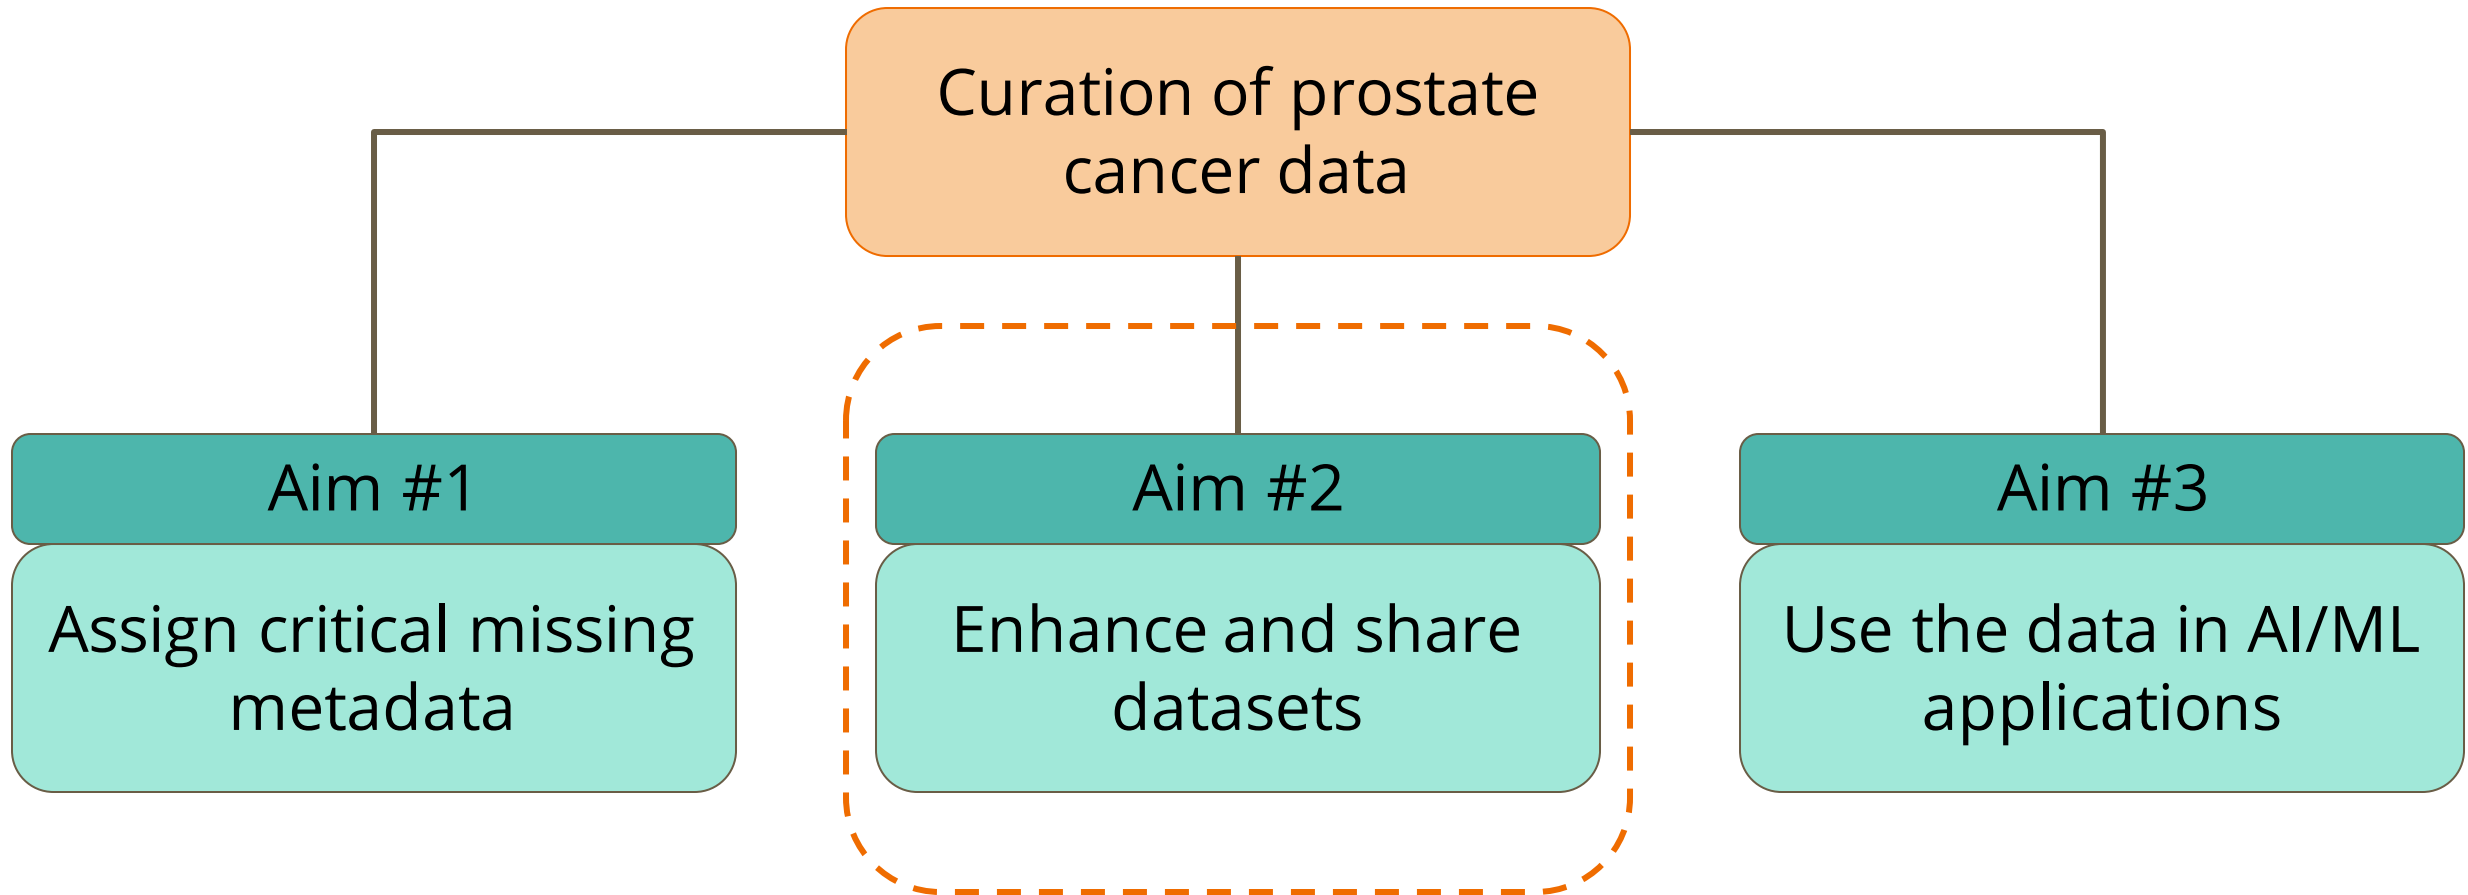 Curation of prostate
cancer data
Aim #1
Assign critical missing
metadata
Aim #2
Enhance and share
datasets
Aim #3
Use the data in AI/ML
applications